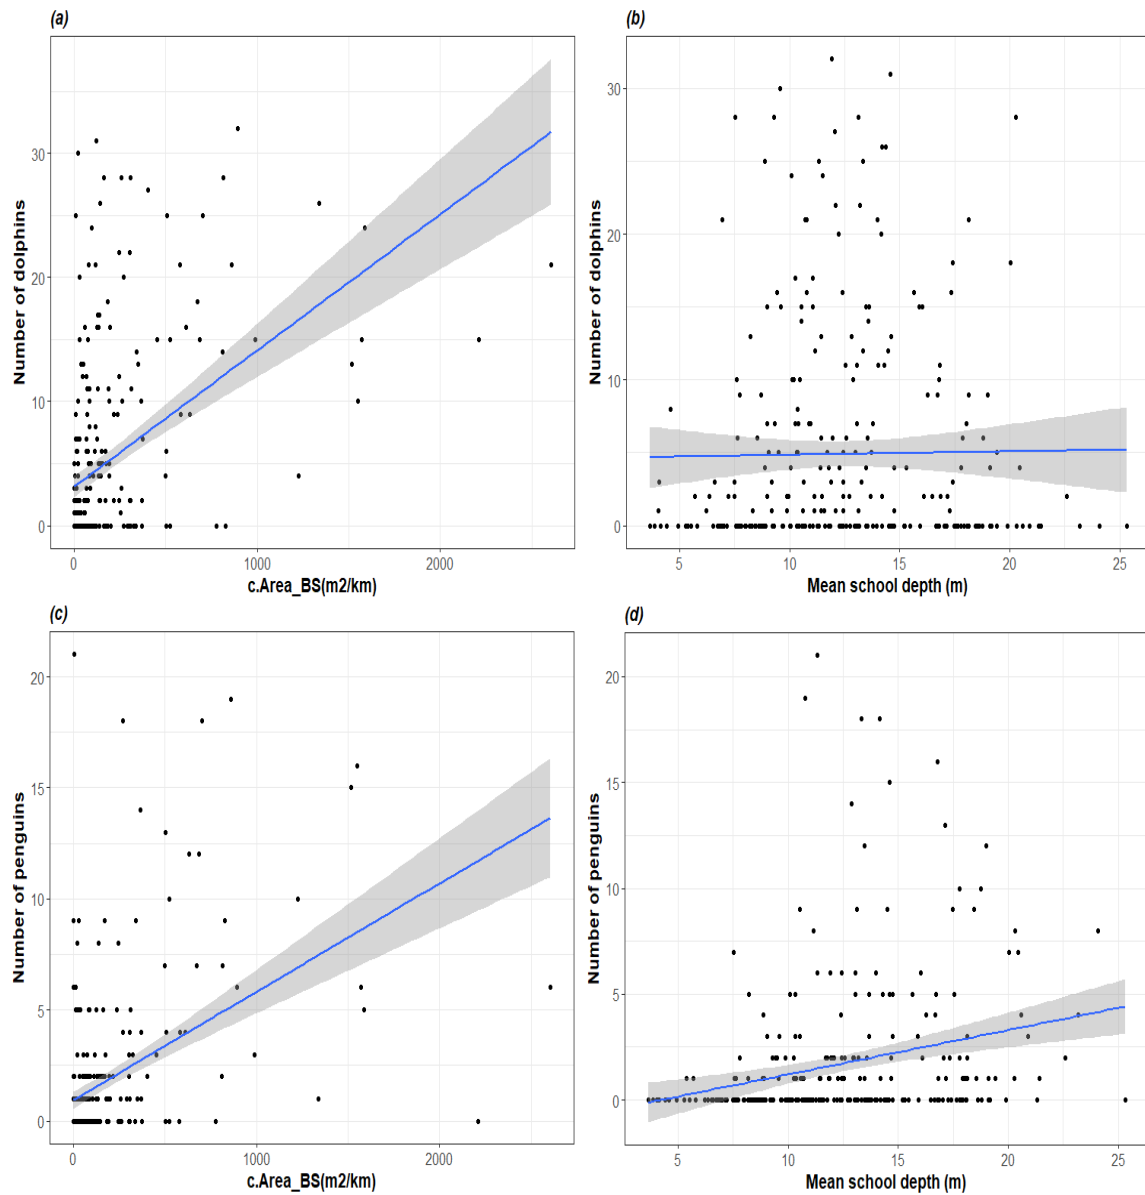 (a)
Number of dolphins
30
20
10
0
0 1000 2000
c.Area_BS(m2/km)
(b)
Number of dolphins
30
20
10
0
5 10 15 20 25
Mean school depth (m)
(c)
Number of penguins
20
15
10
5
0
0 1000 2000
c.Area_BS(m2/km)
(d)
Number of penguins
20
15
10
5
0
5 10 15 20 25
Mean school depth (m)